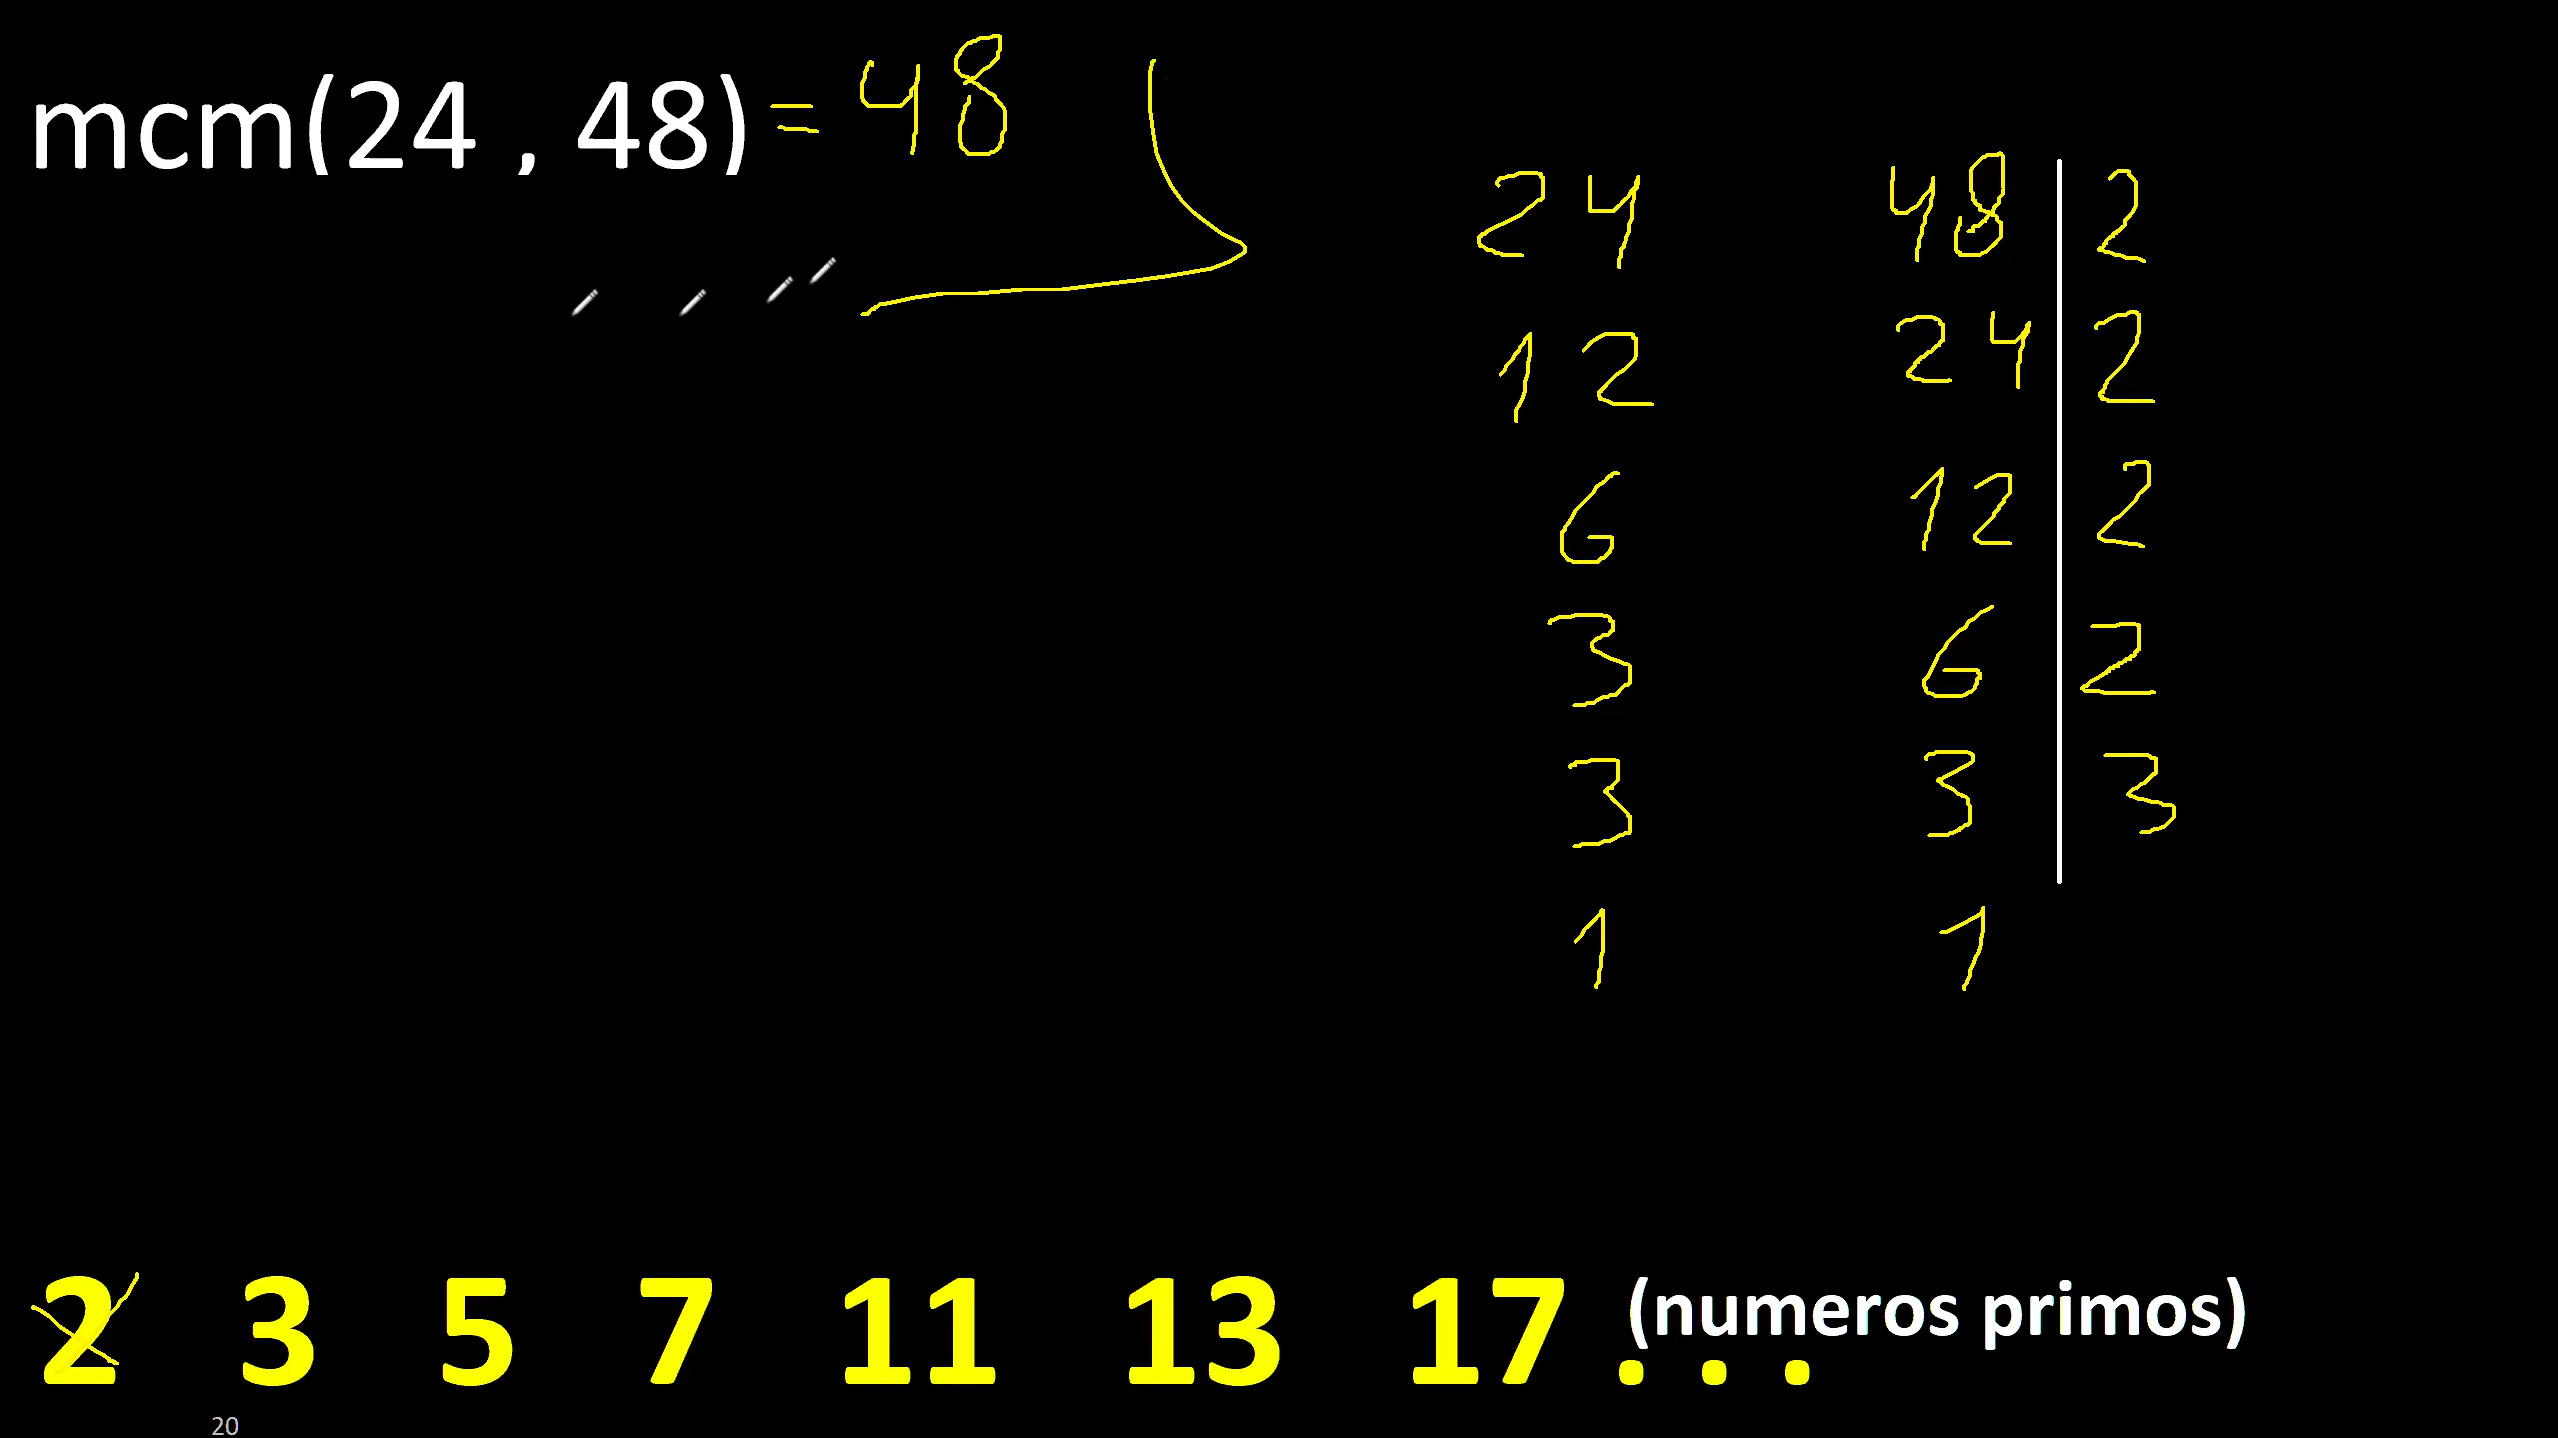 mcm(24 , 48) = 48
24 48 2
12 24 2
6 12 2
3 6 2
3 3 3
1 1
2 3 5 7 11 13 17 . . . (numeros primos)
20